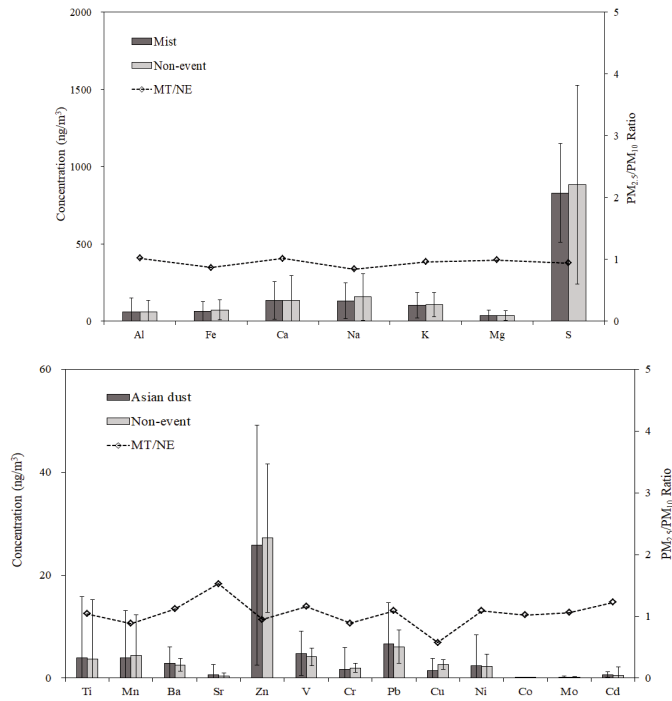 2000
1500
1000
500
0
Concentration (ng/m³)
Mist
Non-event
MT/NE
5
4
3
2
1
0
PM₂.₅/PM₁₀ Ratio
Al Fe Ca Na K Mg S
60
40
20
0
Concentration (ng/m³)
Asian dust
Non-event
MT/NE
5
4
3
2
1
0
PM₂.₅/PM₁₀ Ratio
Ti Mn Ba Sr Zn V Cr Pb Cu Ni Co Mo Cd